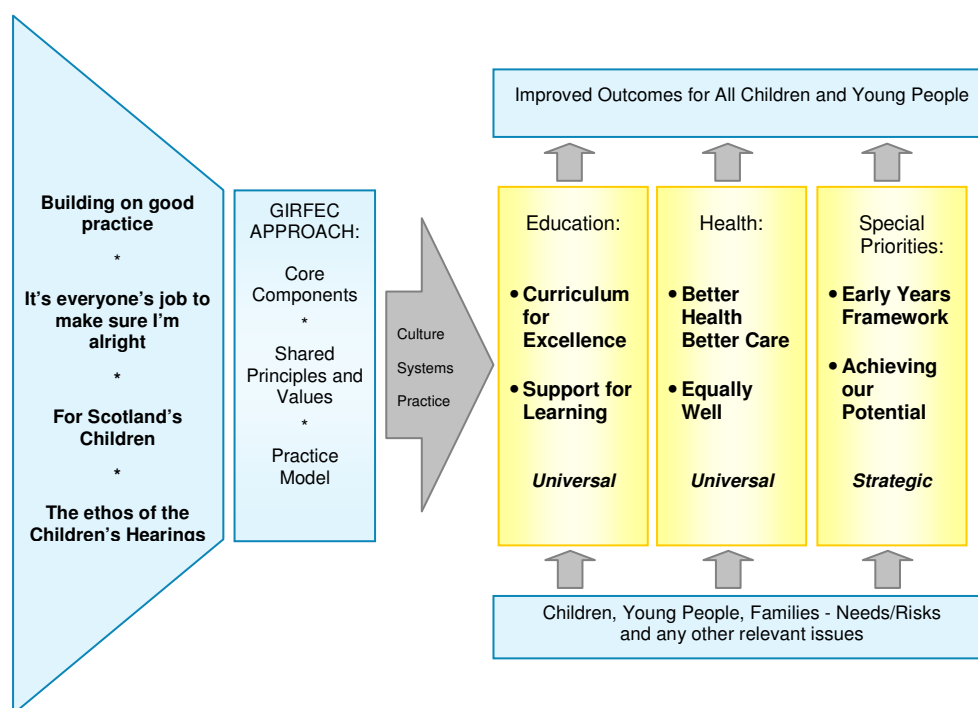 Building on good
practice
*
It's everyone's job to
make sure I'm
alright
*
For Scotland's
Children
*
The ethos of the
Children's Hearings
GIRFEC
APPROACH:
Core
Components
*
Shared
Principles and
Values
*
Practice
Model
Culture
Systems
Practice
Improved Outcomes for All Children and Young People
Education:
• Curriculum
for
Excellence
• Support for
Learning
Universal
Health:
• Better
Health
Better Care
• Equally
Well
Universal
Special
Priorities:
• Early Years
Framework
• Achieving
our
Potential
Strategic
Children, Young People, Families - Needs/Risks
and any other relevant issues